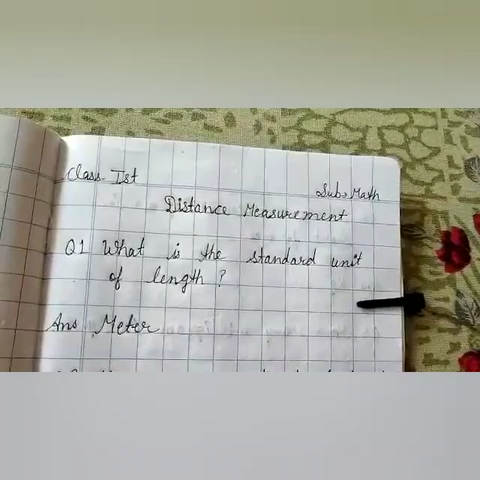 Class Ist
Sub. Math
Distance Measurement
Q1 What is the standard unit
of length ?
Ans Meter